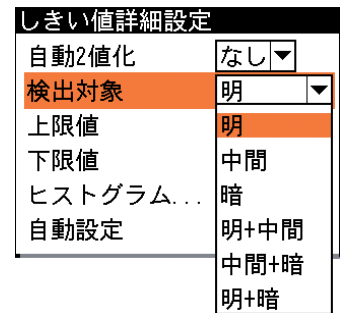 しきい値詳細設定
自動2値化 なし▼
検出対象 明 ▼
上限値 明
下限値 中間
ヒストグラム... 暗
自動設定 明+中間
中間+暗
明+暗